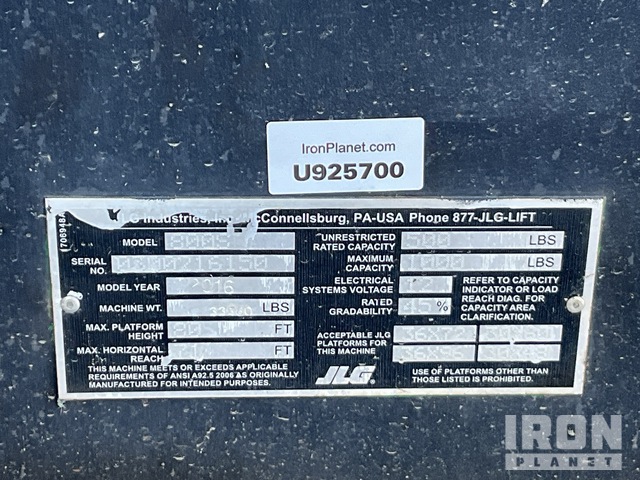 IronPlanet.com
U925700
Industries, McConnellsburg, PA-USA Phone 877-JLG-LIFT
1706948A
MODEL
UNRESTRICTED RATED CAPACITY 500 LBS
SERIAL NO.
MAXIMUM CAPACITY LBS
MODEL YEAR 2016
ELECTRICAL SYSTEMS VOLTAGE 12
REFER TO CAPACITY
INDICATOR OR LOAD
REACH DIAG. FOR
CAPACITY AREA
CLARIFICATION.
MACHINE WT. LBS
RATED GRADABILITY 45 %
MAX. PLATFORM HEIGHT FT
ACCEPTABLE JLG
PLATFORMS FOR
THIS MACHINE
MAX. HORIZONTAL REACH FT
THIS MACHINE MEETS OR EXCEEDS APPLICABLE
REQUIREMENTS OF ANSI A92.5 2006 AS ORIGINALLY
MANUFACTURED FOR INTENDED PURPOSES.
JLG
USE OF PLATFORMS OTHER THAN
THOSE LISTED IS PROHIBITED.
IRON
PLANET